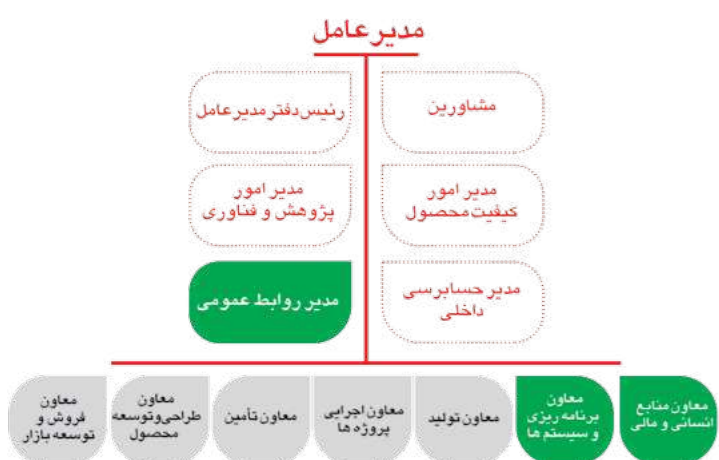 مدیر عامل
مشاورین
رئیس دفتر مدیر عامل
مدیر امور
کیفیت محصول
مدیر امور
پژوهش و فناوری
مدیر حسابرسی
داخلی
مدیر روابط عمومی
معاون منابع
انسانی و مالی
معاون
برنامه ریزی
و سیستم ها
معاون تولید
معاون اجرایی
پروژه ها
معاون تأمین
معاون
طراحی و توسعه
محصول
معاون
فروش و
توسعه بازار